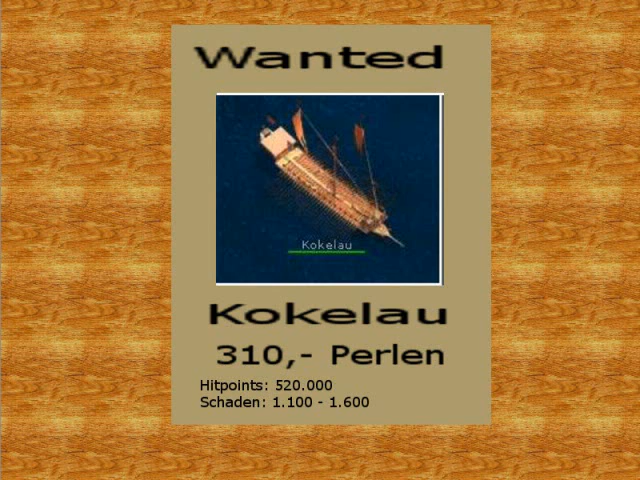 Wanted
Kokelau
Kokelau
310,- Perlen
Hitpoints: 520.000
Schaden: 1.100 - 1.600